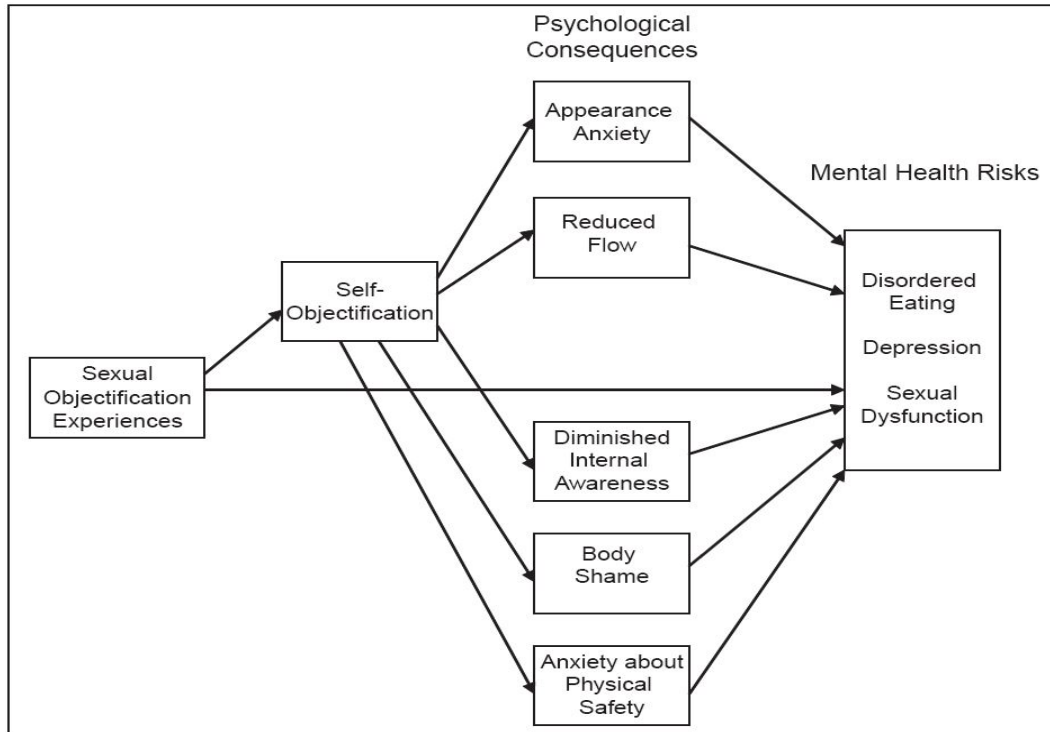 Psychological
Consequences
Appearance
Anxiety
Mental Health Risks
Reduced
Flow
Self-
Objectification
Disordered
Eating
Depression
Sexual
Dysfunction
Sexual
Objectification
Experiences
Diminished
Internal
Awareness
Body
Shame
Anxiety about
Physical
Safety